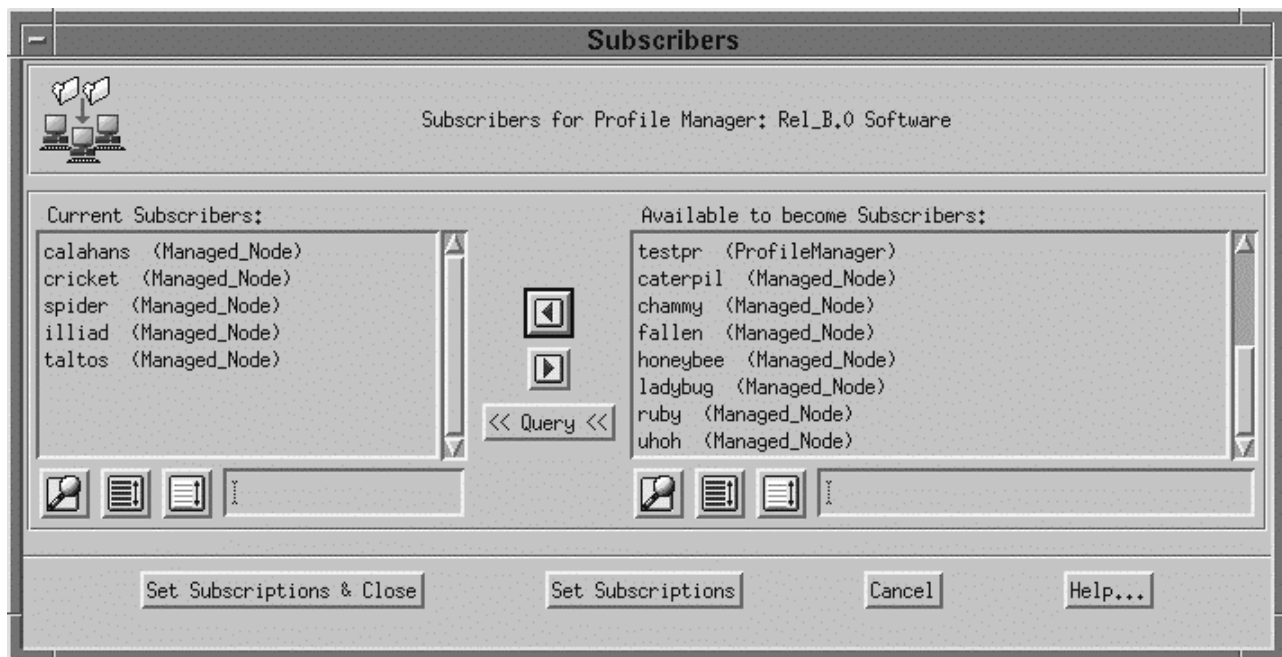 Subscribers
Subscribers for Profile Manager: Rel_B.0 Software
Current Subscribers:
calahans (Managed_Node)
cricket (Managed_Node)
spider (Managed_Node)
illiad (Managed_Node)
taltos (Managed_Node)
<< Query <<
Available to become Subscribers:
testpr (ProfileManager)
caterpil (Managed_Node)
chammy (Managed_Node)
fallen (Managed_Node)
honeybee (Managed_Node)
ladybug (Managed_Node)
ruby (Managed_Node)
uhoh (Managed_Node)
Set Subscriptions & Close
Set Subscriptions
Cancel
Help...